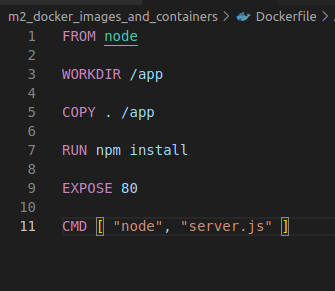 m2_docker_images_and_containers > Dockerfile > .
1 FROM node
2
3 WORKDIR /app
4
5 COPY . /app
6
7 RUN npm install
8
9 EXPOSE 80
10
11 CMD [ "node", "server.js" ]